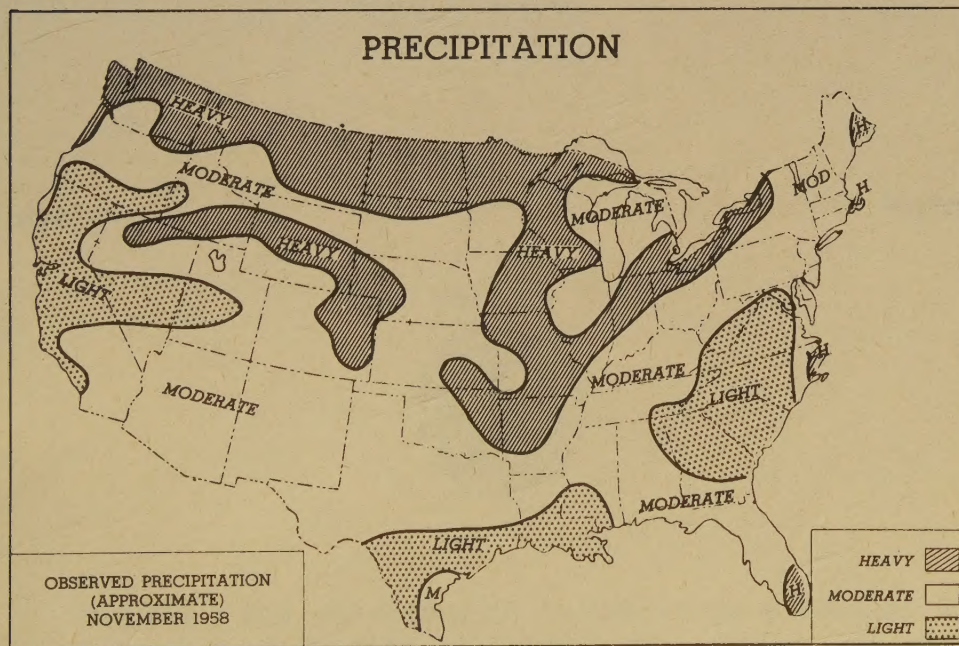 PRECIPITATION
HEAVY
H
MODERATE
MOD
H
MODERATE
HEAVY
HEAVY
LIGHT
H
MODERATE
MODERATE
LIGHT
MODERATE
LIGHT
M
H
OBSERVED PRECIPITATION
(APPROXIMATE)
NOVEMBER 1958
HEAVY
MODERATE
LIGHT